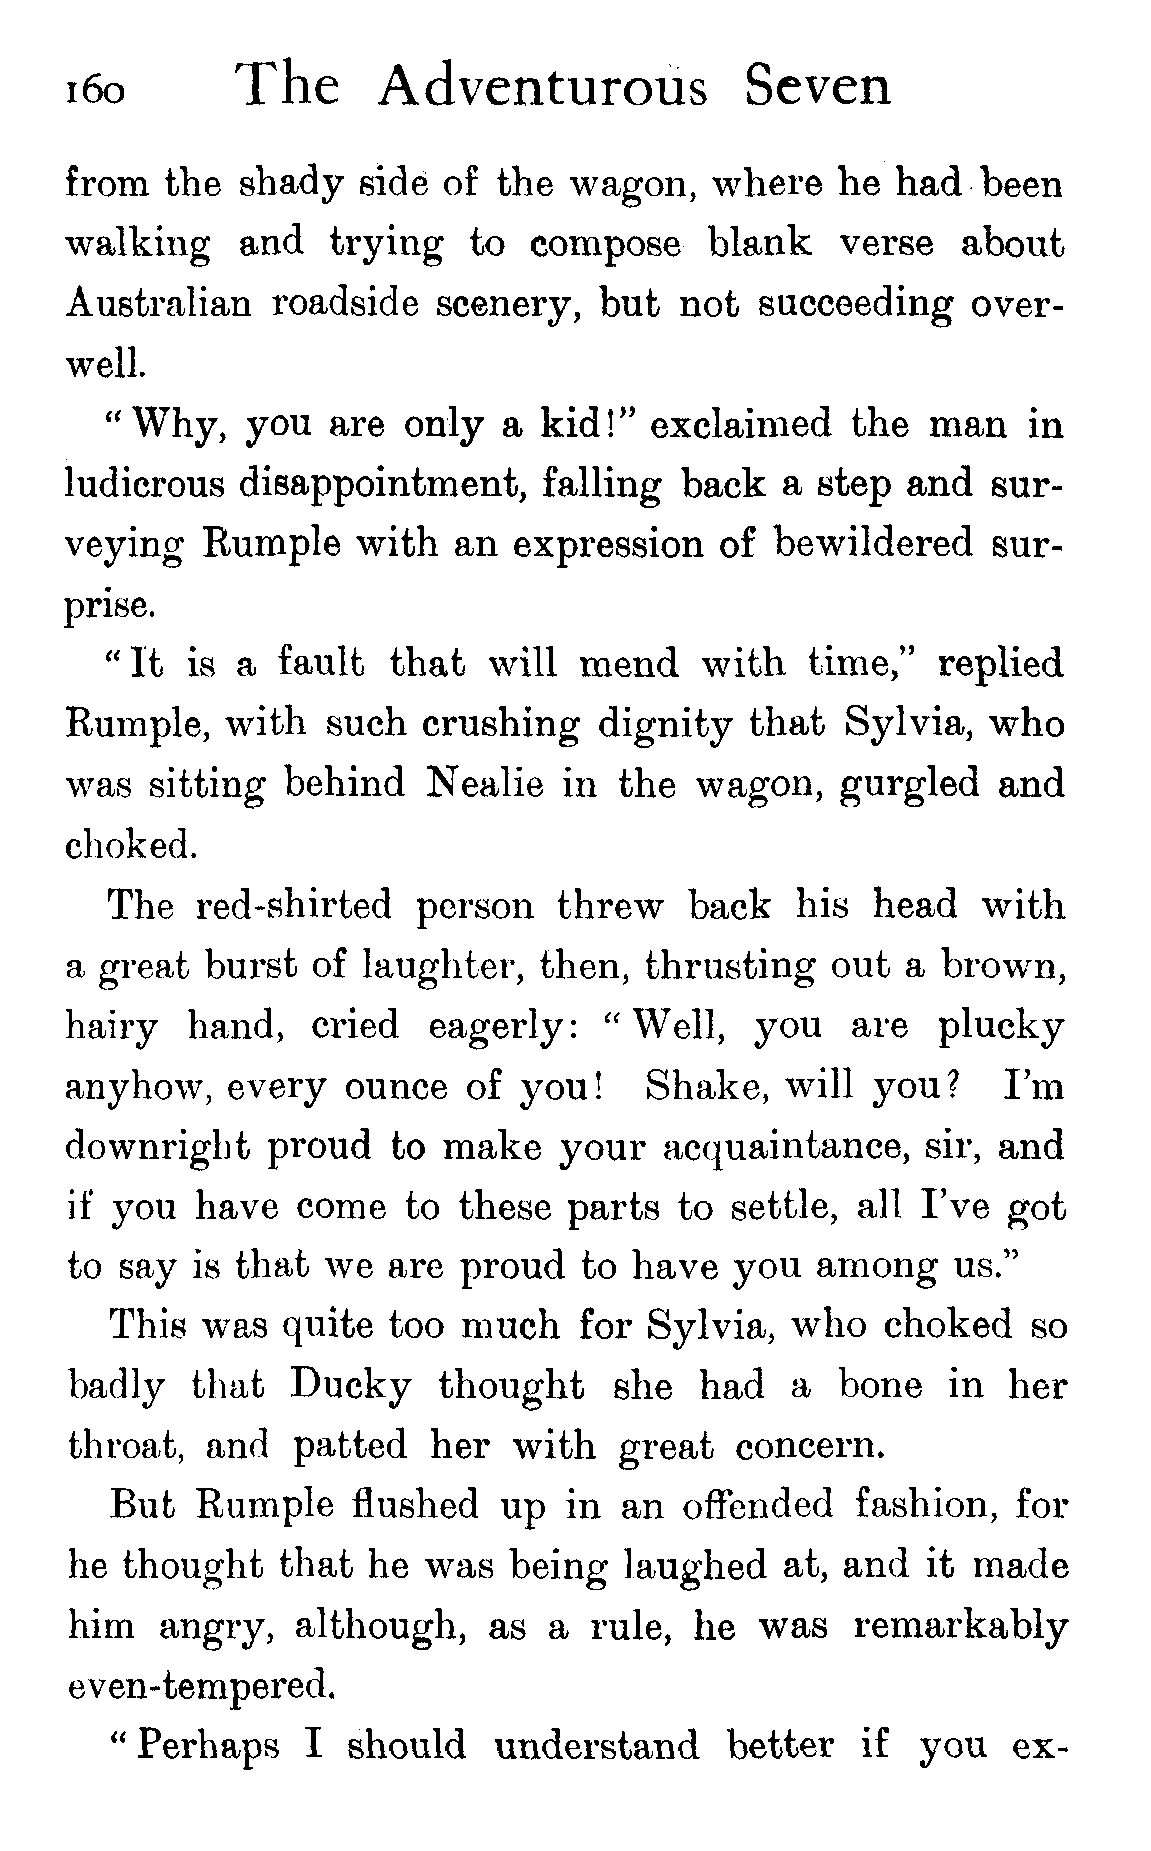 160 The Adventurous Seven
from the shady side of the wagon, where he had been
walking and trying to compose blank verse about
Australian roadside scenery, but not succeeding over-
well.
“Why, you are only a kid!” exclaimed the man in
ludicrous disappointment, falling back a step and sur-
veying Rumple with an expression of bewildered sur-
prise.
“It is a fault that will mend with time,” replied
Rumple, with such crushing dignity that Sylvia, who
was sitting behind Nealie in the wagon, gurgled and
choked.
The red-shirted person threw back his head with
a great burst of laughter, then, thrusting out a brown,
hairy hand, cried eagerly: “Well, you are plucky
anyhow, every ounce of you! Shake, will you? I’m
downright proud to make your acquaintance, sir, and
if you have come to these parts to settle, all I’ve got
to say is that we are proud to have you among us.”
This was quite too much for Sylvia, who choked so
badly that Ducky thought she had a bone in her
throat, and patted her with great concern.
But Rumple flushed up in an offended fashion, for
he thought that he was being laughed at, and it made
him angry, although, as a rule, he was remarkably
even-tempered.
“Perhaps I should understand better if you ex-